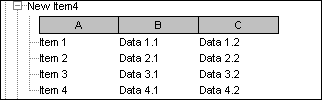 New Item4
A B C
Item 1 Data 1.1 Data 1.2
Item 2 Data 2.1 Data 2.2
Item 3 Data 3.1 Data 3.2
Item 4 Data 4.1 Data 4.2